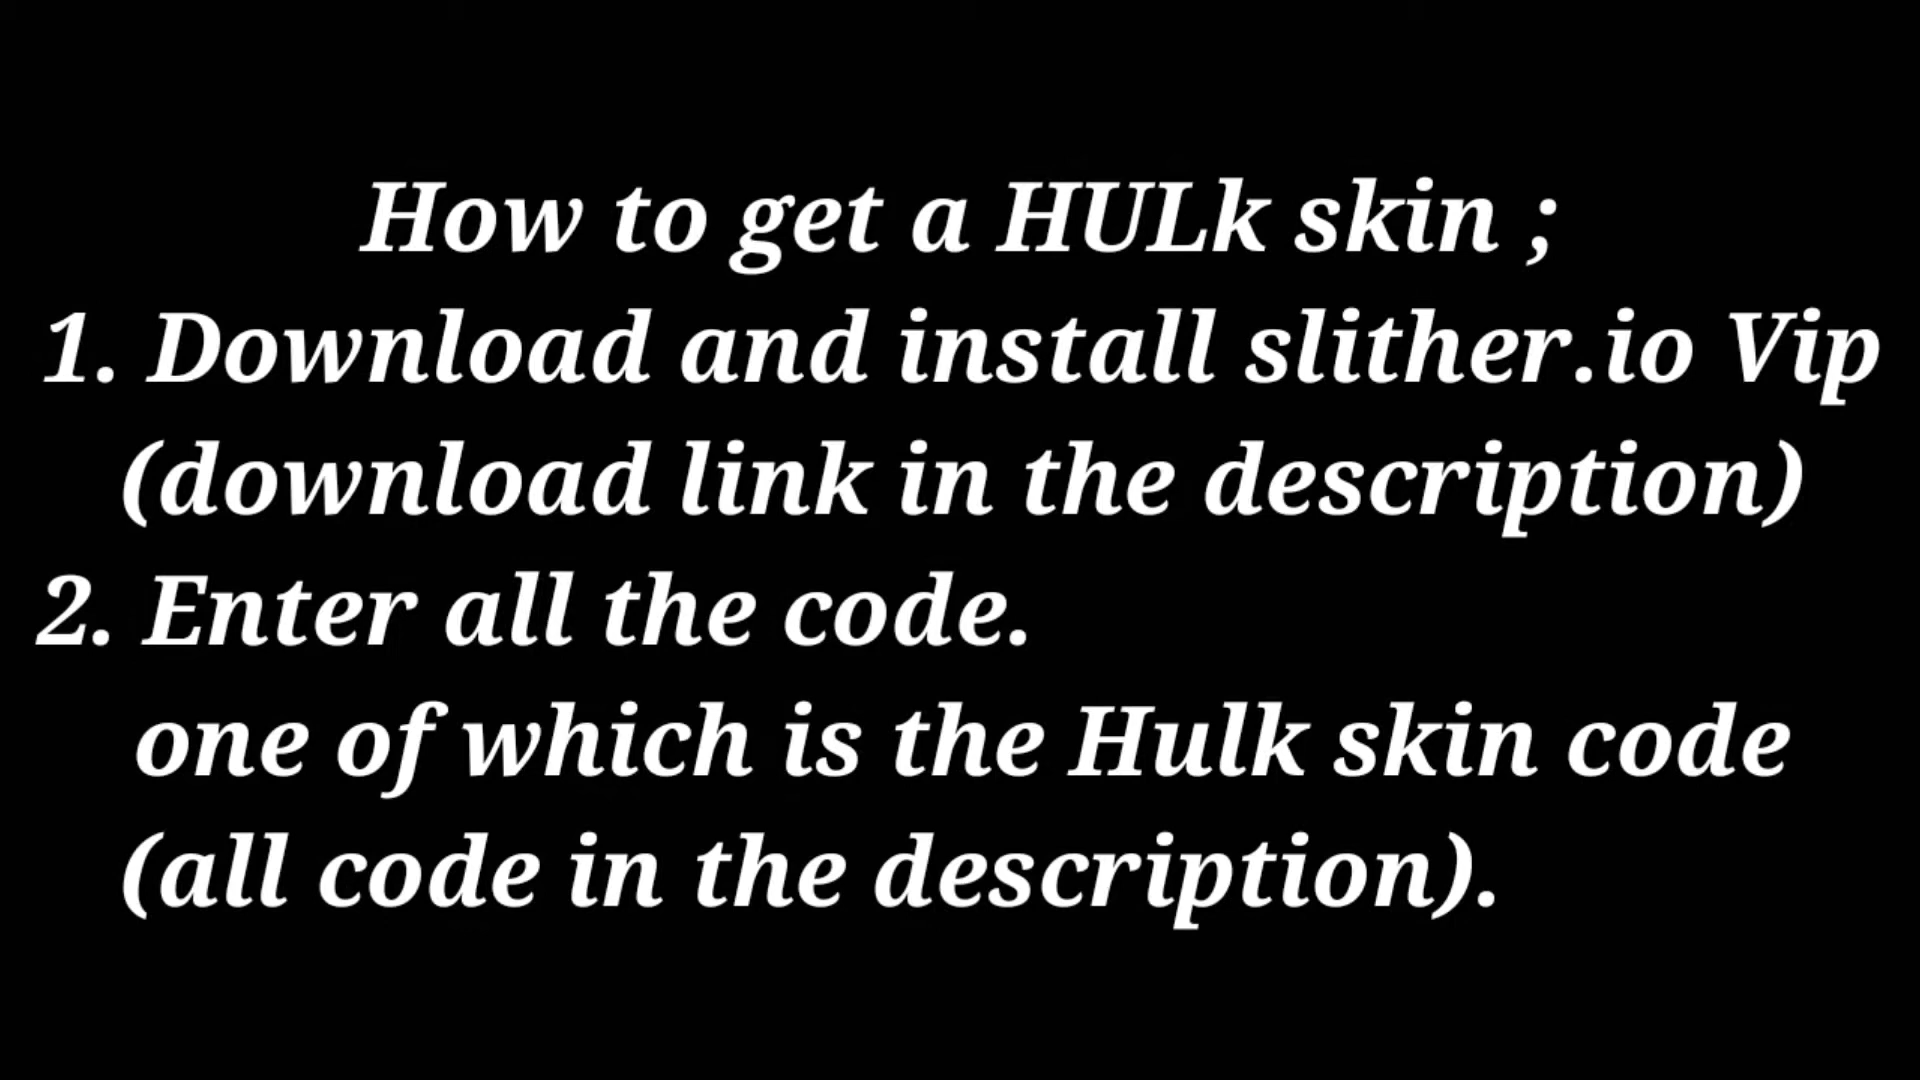 How to get a HULk skin ;
1. Download and install slither.io Vip
(download link in the description)
2. Enter all the code.
one of which is the Hulk skin code
(all code in the description).